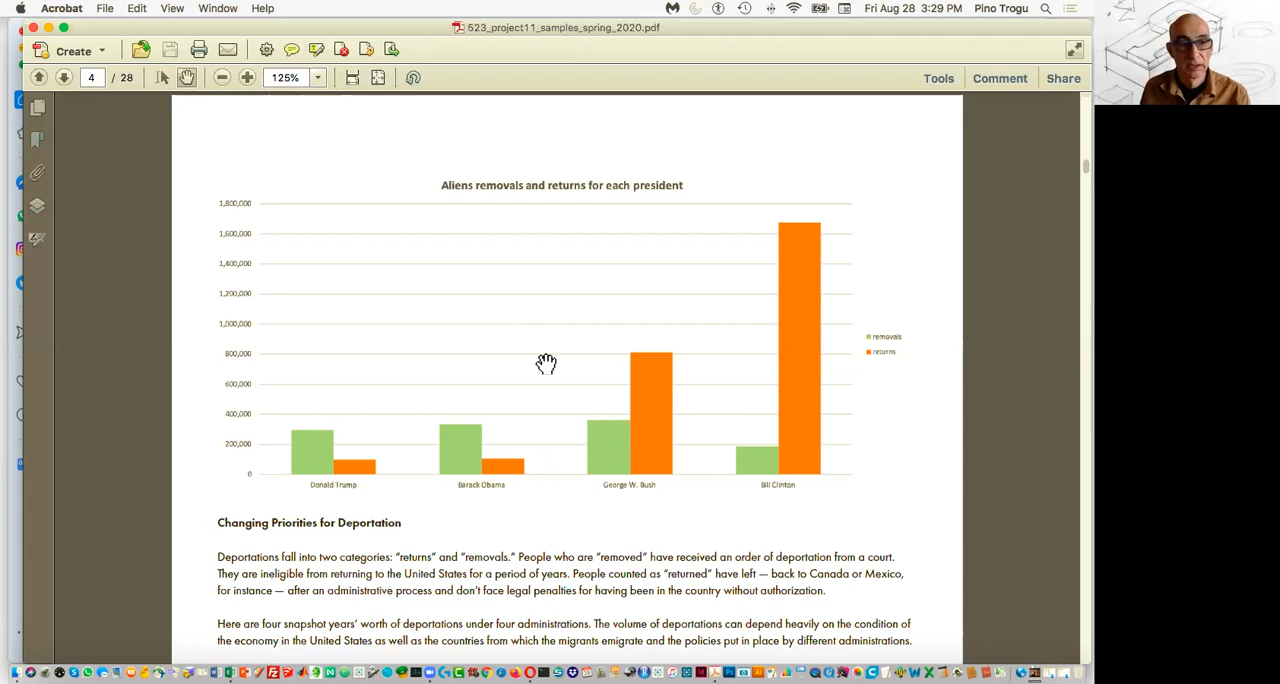 Acrobat File Edit View Window Help Fri Aug 28 3:29 PM Pino Trogu
523_project11_samples_spring_2020.pdf
Create
4 / 28 125% Tools Comment Share
Aliens removals and returns for each president
1,800,000
1,600,000
1,400,000
1,200,000
1,000,000
800,000
600,000
400,000
200,000
0
removals
returns
Donald Trump Barack Obama George W. Bush Bill Clinton
Changing Priorities for Deportation
Deportations fall into two categories: “returns” and “removals.” People who are “removed” have received an order of deportation from a court.
They are ineligible from returning to the United States for a period of years. People counted as “returned” have left — back to Canada or Mexico,
for instance — after an administrative process and don’t face legal penalties for having been in the country without authorization.
Here are four snapshot years’ worth of deportations under four administrations. The volume of deportations can depend heavily on the condition of
the economy in the United States as well as the countries from which the migrants emigrate and the policies put in place by different administrations.